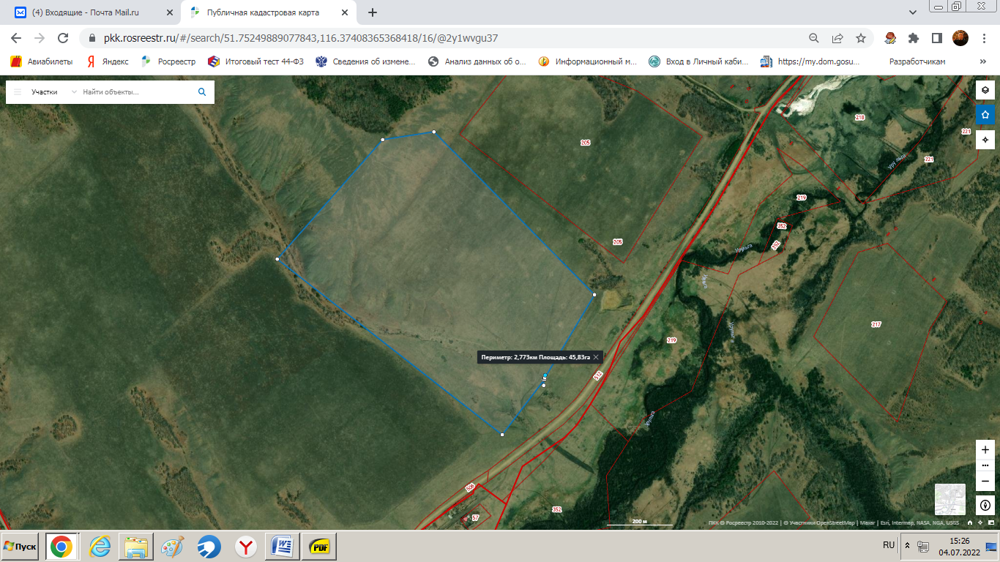 (4) Входящие - Почта Mail.ru
Публичная кадастровая карта
pkk.rosreestr.ru/#/search/51.75249889077843,116.37408365368418/16/@2y1wvgu37
Авиабилеты
Яндекс
Росреестр
Итоговый тест 44-ФЗ
Сведения об измене...
Анализ данных об о...
Информационный м...
Вход в Личный каби...
https://my.dom.gosu...
Разработчикам
»
Участки
Найти объекты...
218
221
205
221
219
352
205
352
Урульга
217
219
Периметр: 2,773км Площадь: 45,83га
512
506
352
57
200 м
ПКК © Росреестр 2010-2022 | © Участники OpenStreetMap | Maxar | Esri, Intermap, NASA, NGA, USGS
Пуск
PDF
RU
15:26
04.07.2022